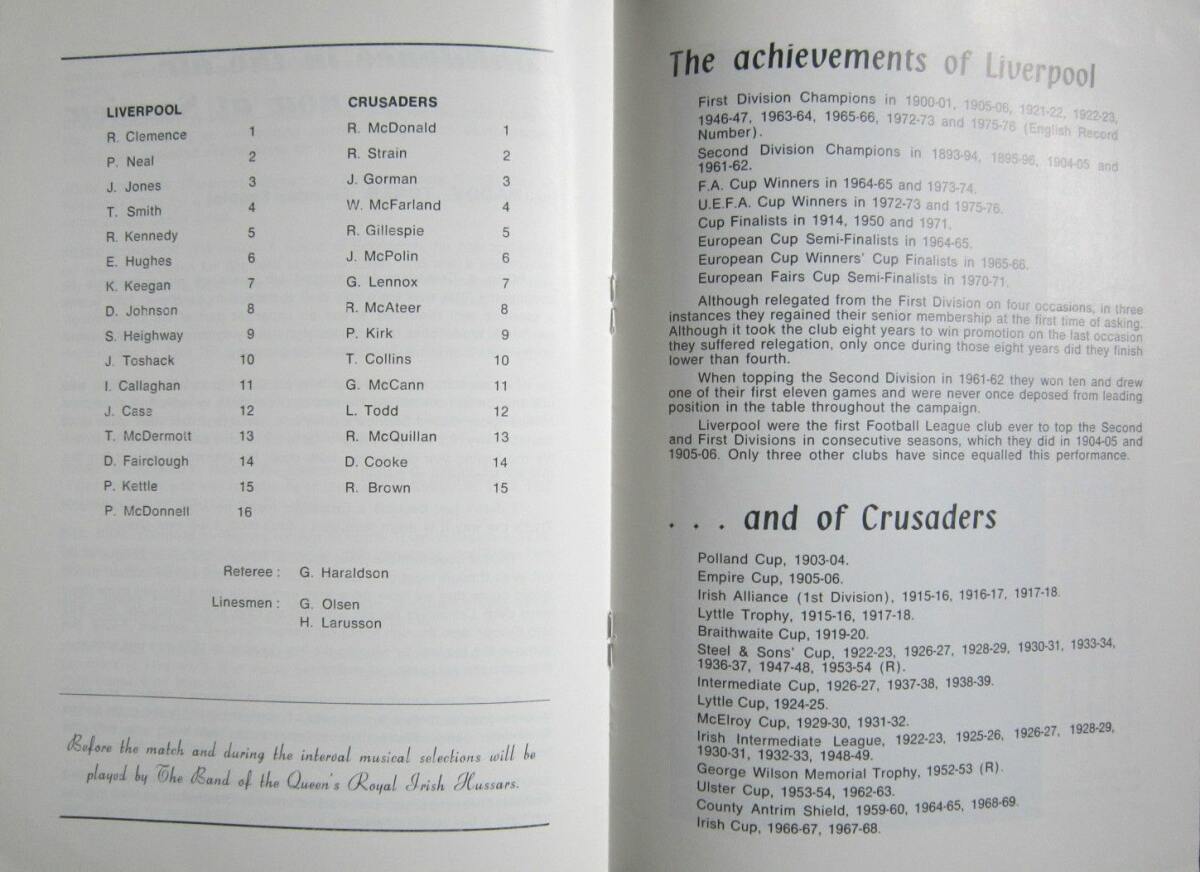 LIVERPOOL
R. Clemence 1
P. Neal 2
J. Jones 3
T. Smith 4
R. Kennedy 5
E. Hughes 6
K. Keegan 7
D. Johnson 8
S. Heighway 9
J. Toshack 10
I. Callaghan 11
J. Case 12
T. McDermott 13
D. Fairclough 14
P. Kettle 15
P. McDonnell 16
CRUSADERS
R. McDonald 1
R. Strain 2
J. Gorman 3
W. McFarland 4
R. Gillespie 5
J. McPolin 6
G. Lennox 7
R. McAteer 8
P. Kirk 9
T. Collins 10
G. McCann 11
L. Todd 12
R. McQuillan 13
D. Cooke 14
R. Brown 15
Referee : G. Haraldson
Linesmen : G. Olsen
H. Larusson
Before the match and during the interval musical selections will be
played by The Band of the Queen's Royal Irish Hussars.
The achievements of Liverpool
First Division Champions in 1900-01, 1905-06, 1921-22, 1922-23,
1946-47, 1963-64, 1965-66, 1972-73 and 1975-76 (English Record
Number).
Second Division Champions in 1893-94, 1895-96, 1904-05 and
1961-62.
F.A. Cup Winners in 1964-65 and 1973-74.
U.E.F.A. Cup Winners in 1972-73 and 1975-76.
Cup Finalists in 1914, 1950 and 1971.
European Cup Semi-Finalists in 1964-65.
European Cup Winners' Cup Finalists in 1965-66.
European Fairs Cup Semi-Finalists in 1970-71.
Although relegated from the First Division on four occasions, in three
instances they regained their senior membership at the first time of asking.
Although it took the club eight years to win promotion on the last occasion
they suffered relegation, only once during those eight years did they finish
lower than fourth.
When topping the Second Division in 1961-62 they won ten and drew
one of their first eleven games and were never once deposed from leading
position in the table throughout the campaign.
Liverpool were the first Football League club ever to top the Second
and First Divisions in consecutive seasons, which they did in 1904-05 and
1905-06. Only three other clubs have since equalled this performance.
. . . and of Crusaders
Polland Cup, 1903-04.
Empire Cup, 1905-06.
Irish Alliance (1st Division), 1915-16, 1916-17, 1917-18.
Lyttle Trophy, 1915-16, 1917-18.
Braithwaite Cup, 1919-20.
Steel & Sons' Cup, 1922-23, 1926-27, 1928-29, 1930-31, 1933-34,
1936-37, 1947-48, 1953-54 (R).
Intermediate Cup, 1926-27, 1937-38, 1938-39.
Lyttle Cup, 1924-25.
McElroy Cup, 1929-30, 1931-32.
Irish Intermediate League, 1922-23, 1925-26, 1926-27, 1928-29,
1930-31, 1932-33, 1948-49.
George Wilson Memorial Trophy, 1952-53 (R).
Ulster Cup, 1953-54, 1962-63.
County Antrim Shield, 1959-60, 1964-65, 1968-69.
Irish Cup, 1966-67, 1967-68.